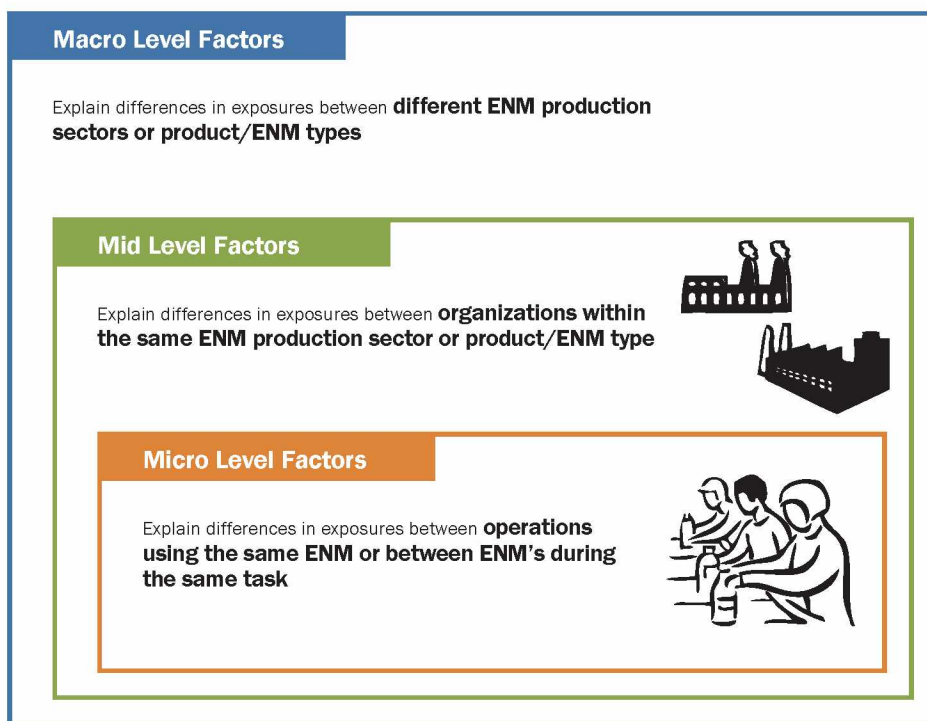 Macro Level Factors
Explain differences in exposures between different ENM production
sectors or product/ENM types
Mid Level Factors
Explain differences in exposures between organizations within
the same ENM production sector or product/ENM type
Micro Level Factors
Explain differences in exposures between operations
using the same ENM or between ENM's during
the same task